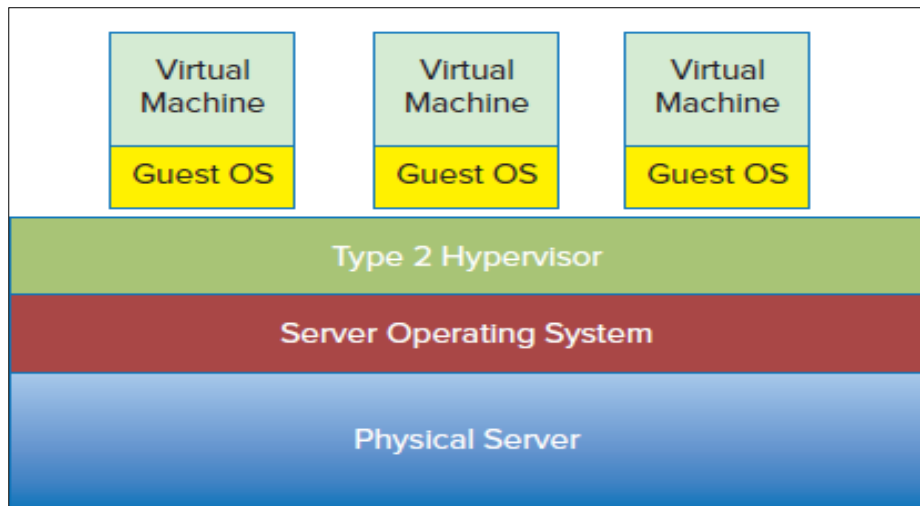 Virtual
Machine
Guest OS
Virtual
Machine
Guest OS
Virtual
Machine
Guest OS
Type 2 Hypervisor
Server Operating System
Physical Server